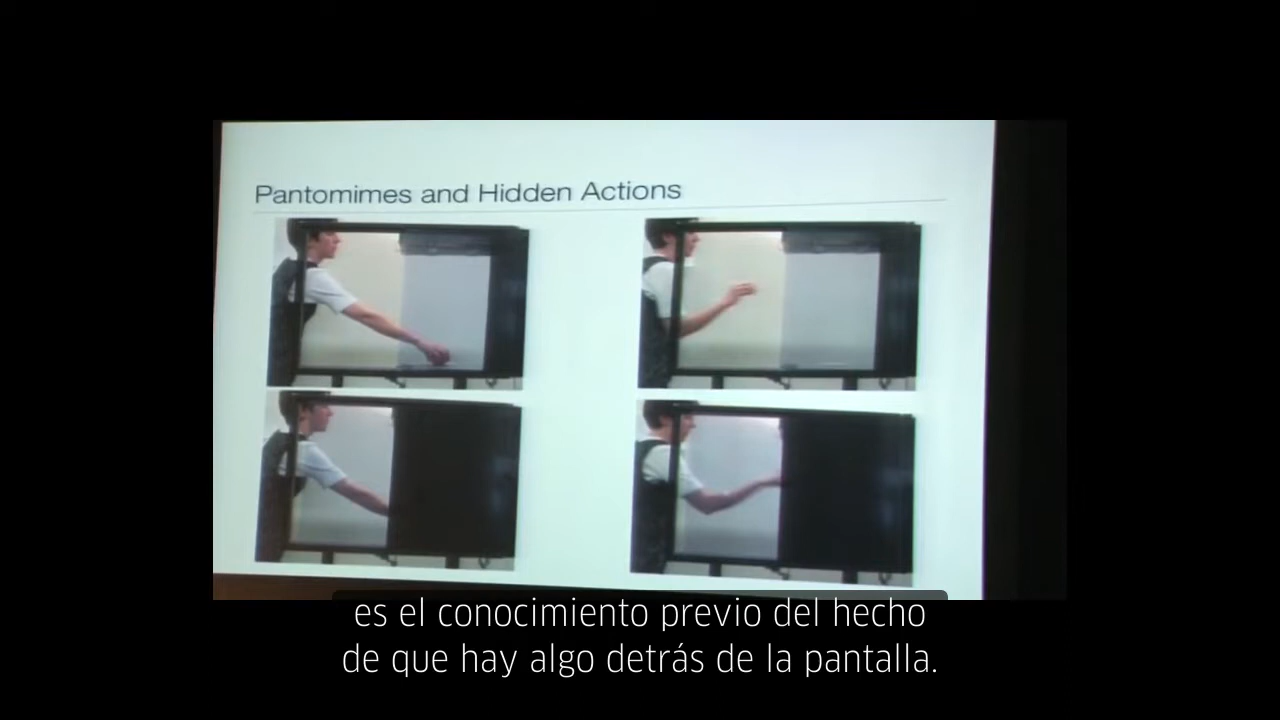 Pantomimes and Hidden Actions
es el conocimiento previo del hecho
de que hay algo detrás de la pantalla.